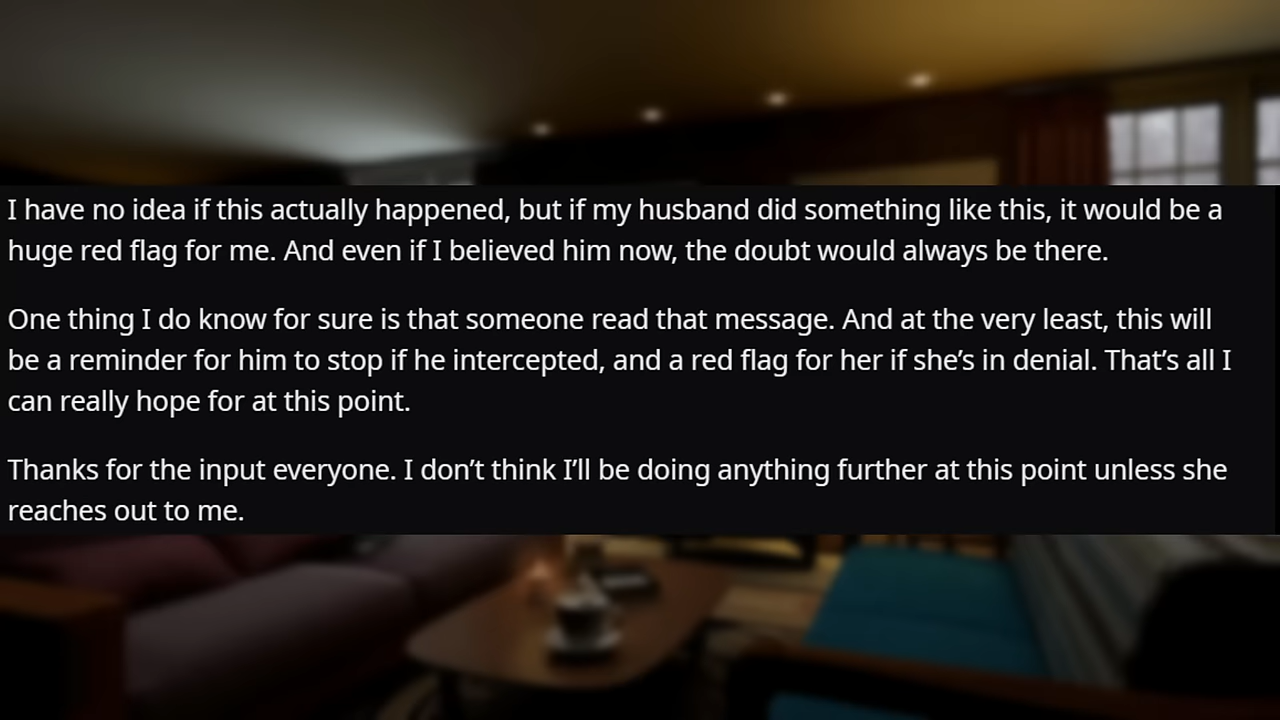 I have no idea if this actually happened, but if my husband did something like this, it would be a
huge red flag for me. And even if I believed him now, the doubt would always be there.
One thing I do know for sure is that someone read that message. And at the very least, this will
be a reminder for him to stop if he intercepted, and a red flag for her if she’s in denial. That’s all I
can really hope for at this point.
Thanks for the input everyone. I don’t think I’ll be doing anything further at this point unless she
reaches out to me.